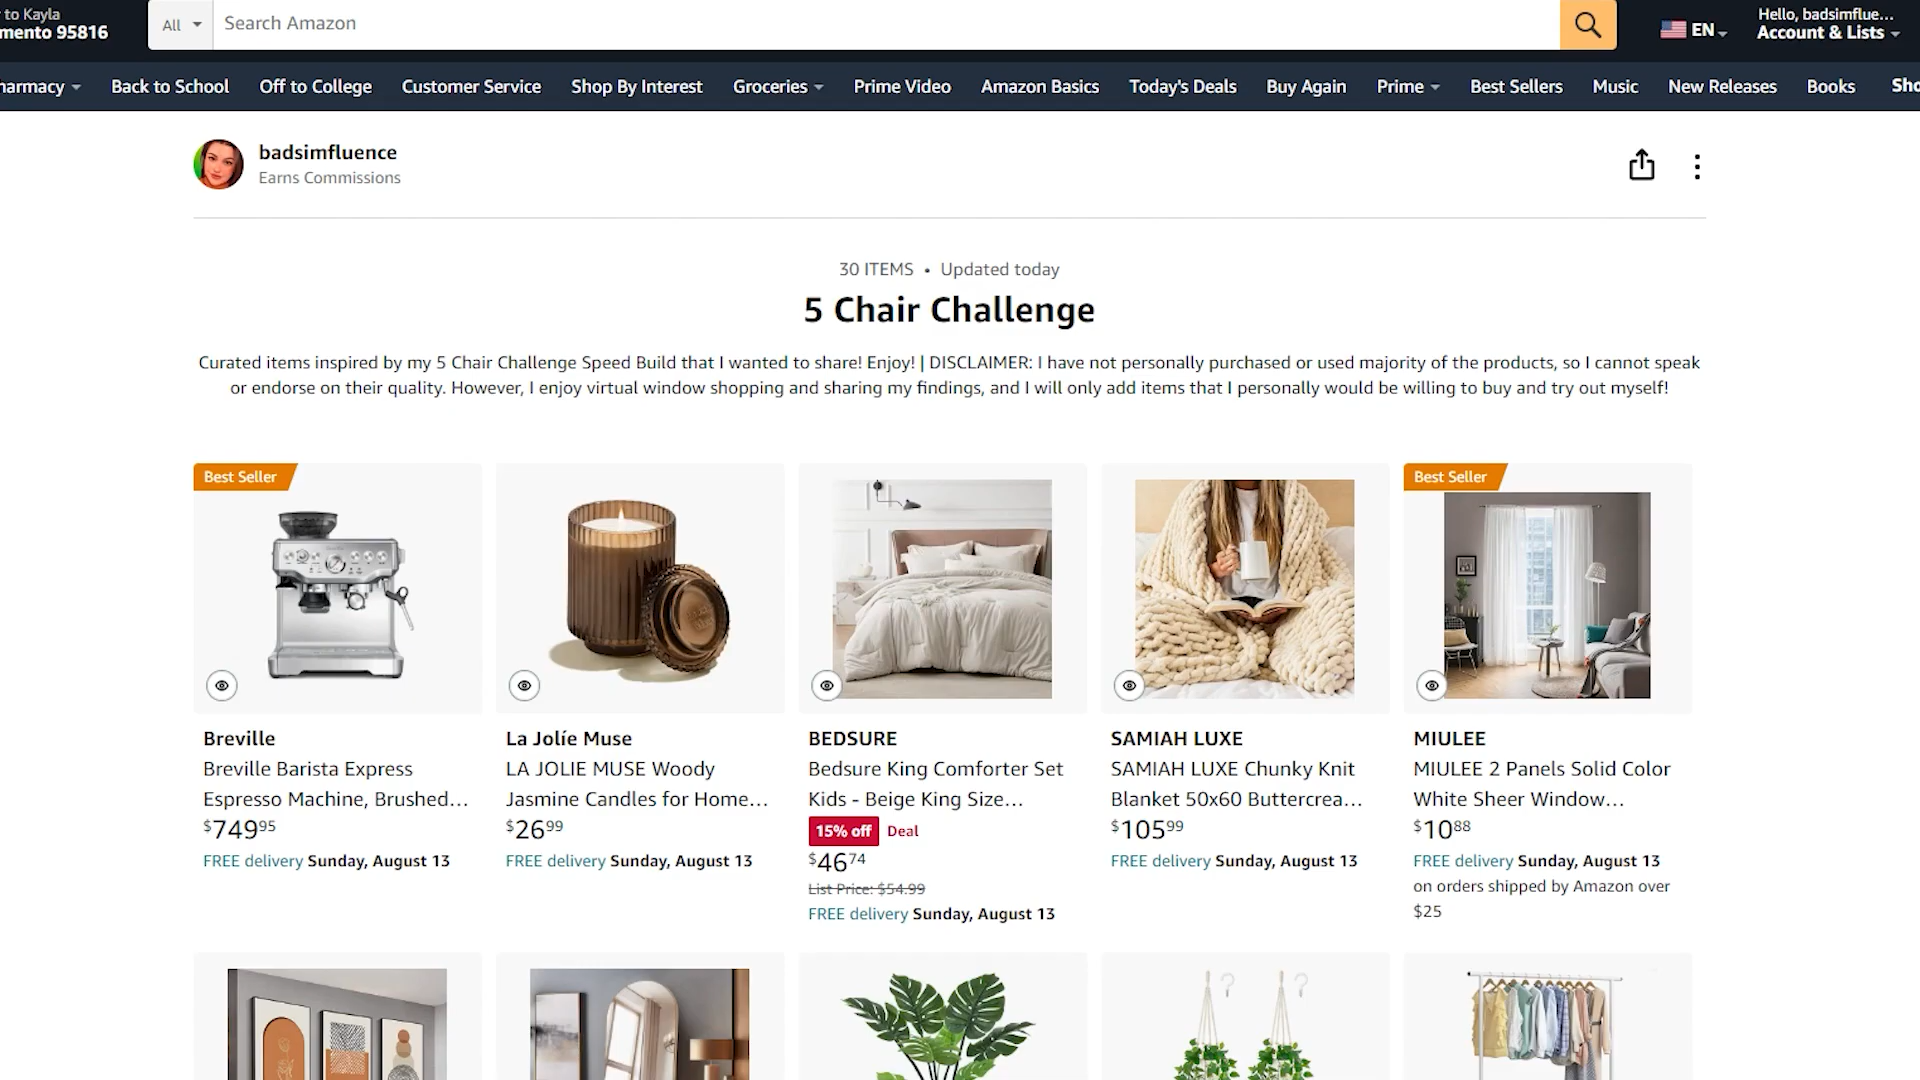 to Kayla
mento 95816
All
Search Amazon
EN
Hello, badsimflue...
Account & Lists
harmacy
Back to School
Off to College
Customer Service
Shop By Interest
Groceries
Prime Video
Amazon Basics
Today's Deals
Buy Again
Prime
Best Sellers
Music
New Releases
Books
Sho
badsimfluence
Earns Commissions
30 ITEMS • Updated today
5 Chair Challenge
Curated items inspired by my 5 Chair Challenge Speed Build that I wanted to share! Enjoy! | DISCLAIMER: I have not personally purchased or used majority of the products, so I cannot speak
or endorse on their quality. However, I enjoy virtual window shopping and sharing my findings, and I will only add items that I personally would be willing to buy and try out myself!
Best Seller
Breville
Breville Barista Express
Espresso Machine, Brushed...
$749.95
FREE delivery Sunday, August 13
La Jolíe Muse
LA JOLIE MUSE Woody
Jasmine Candles for Home...
$26.99
FREE delivery Sunday, August 13
BEDSURE
Bedsure King Comforter Set
Kids - Beige King Size...
15% off Deal
$46.74
List Price: $54.99
FREE delivery Sunday, August 13
SAMIAH LUXE
SAMIAH LUXE Chunky Knit
Blanket 50x60 Buttercrea...
$105.99
FREE delivery Sunday, August 13
Best Seller
MIULEE
MIULEE 2 Panels Solid Color
White Sheer Window...
$10.88
FREE delivery Sunday, August 13
on orders shipped by Amazon over
$25